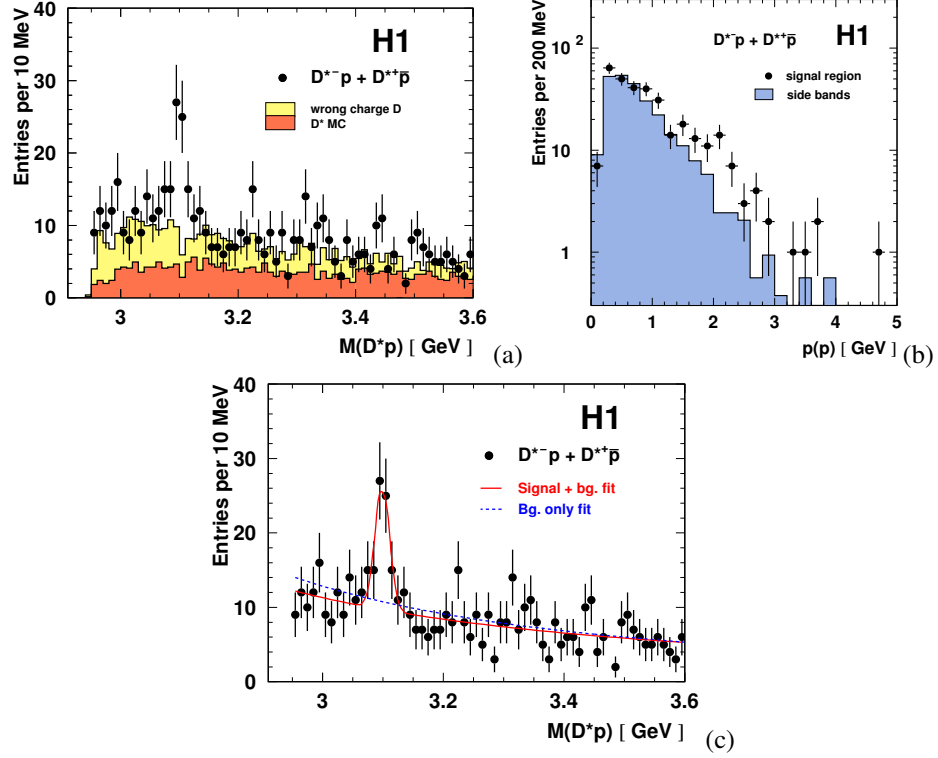 Entries per 10 MeV
40
30
20
10
0
H1
D*⁻p + D*⁺p̄
wrong charge D
D* MC
3
3.2
3.4
3.6
M(D*p) [ GeV ]
(a)
Entries per 200 MeV
10²
10
1
D*⁻p + D*⁺p̄
H1
signal region
side bands
0
1
2
3
4
5
p(p) [ GeV ]
(b)
Entries per 10 MeV
40
30
20
10
0
H1
D*⁻p + D*⁺p̄
Signal + bg. fit
Bg. only fit
3
3.2
3.4
3.6
M(D*p) [ GeV ]
(c)